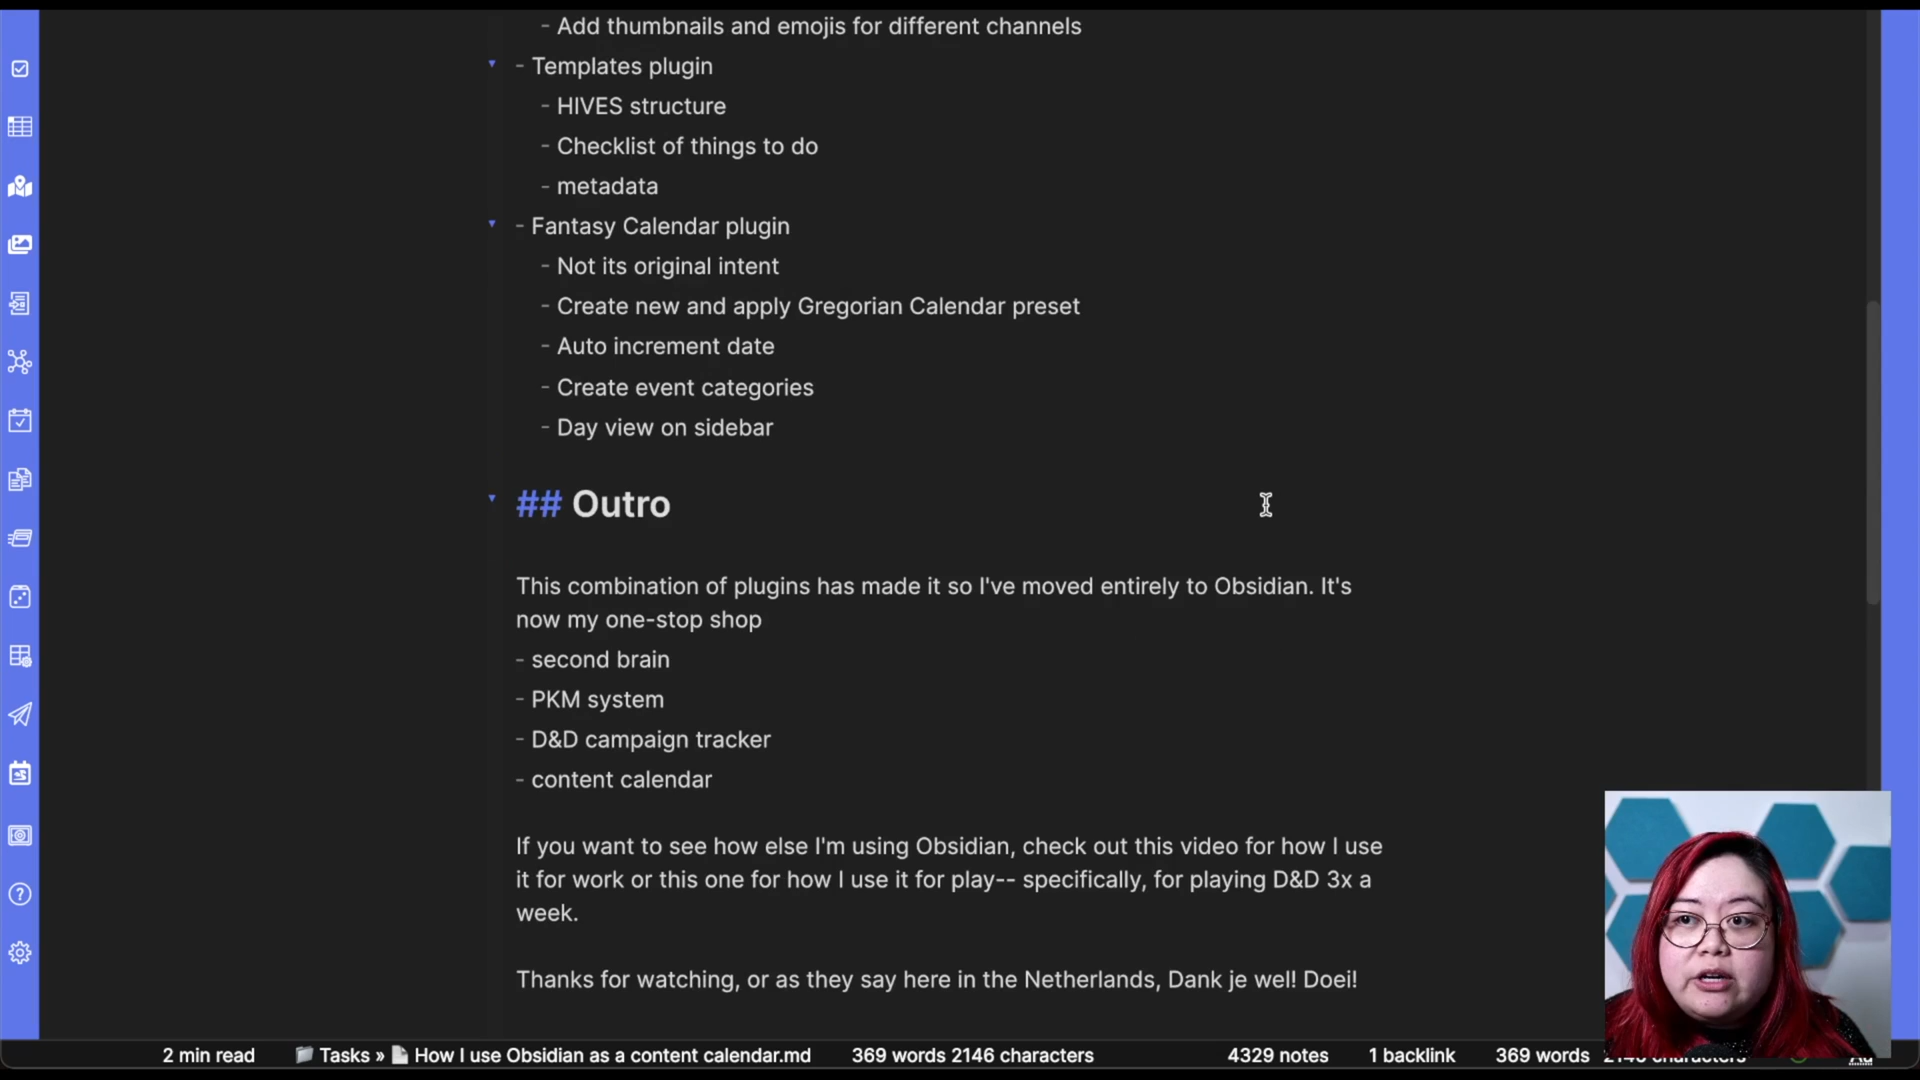 - Add thumbnails and emojis for different channels
- Templates plugin
- HIVES structure
- Checklist of things to do
- metadata
- Fantasy Calendar plugin
- Not its original intent
- Create new and apply Gregorian Calendar preset
- Auto increment date
- Create event categories
- Day view on sidebar
## Outro
This combination of plugins has made it so I've moved entirely to Obsidian. It's
now my one-stop shop
- second brain
- PKM system
- D&D campaign tracker
- content calendar
If you want to see how else I'm using Obsidian, check out this video for how I use
it for work or this one for how I use it for play-- specifically, for playing D&D 3x a
week.
Thanks for watching, or as they say here in the Netherlands, Dank je wel! Doei!
2 min read Tasks » How I use Obsidian as a content calendar.md 369 words 2146 characters 4329 notes 1 backlink 369 words